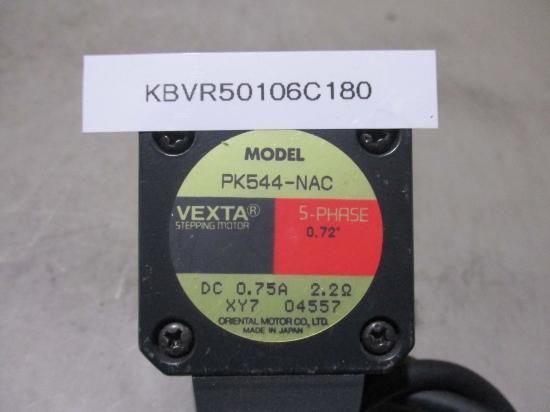 KBVR50106C180
MODEL
PK544-NAC
VEXTA® 5-PHASE
STEPPING MOTOR 0.72°
DC 0.75A 2.2Ω
XY7 04557
ORIENTAL MOTOR CO., LTD.
MADE IN JAPAN